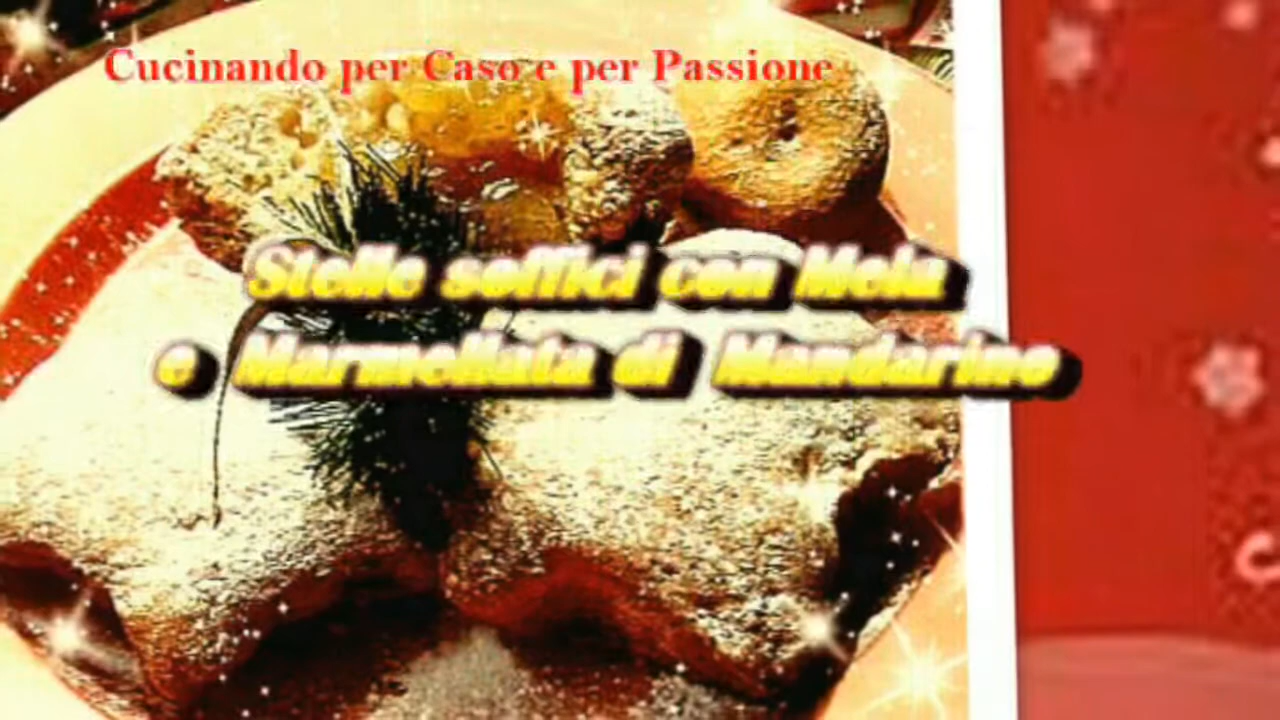 Cucinando per Caso e per Passione
Stelle soffici con Mela
e Marmellata di Mandarino